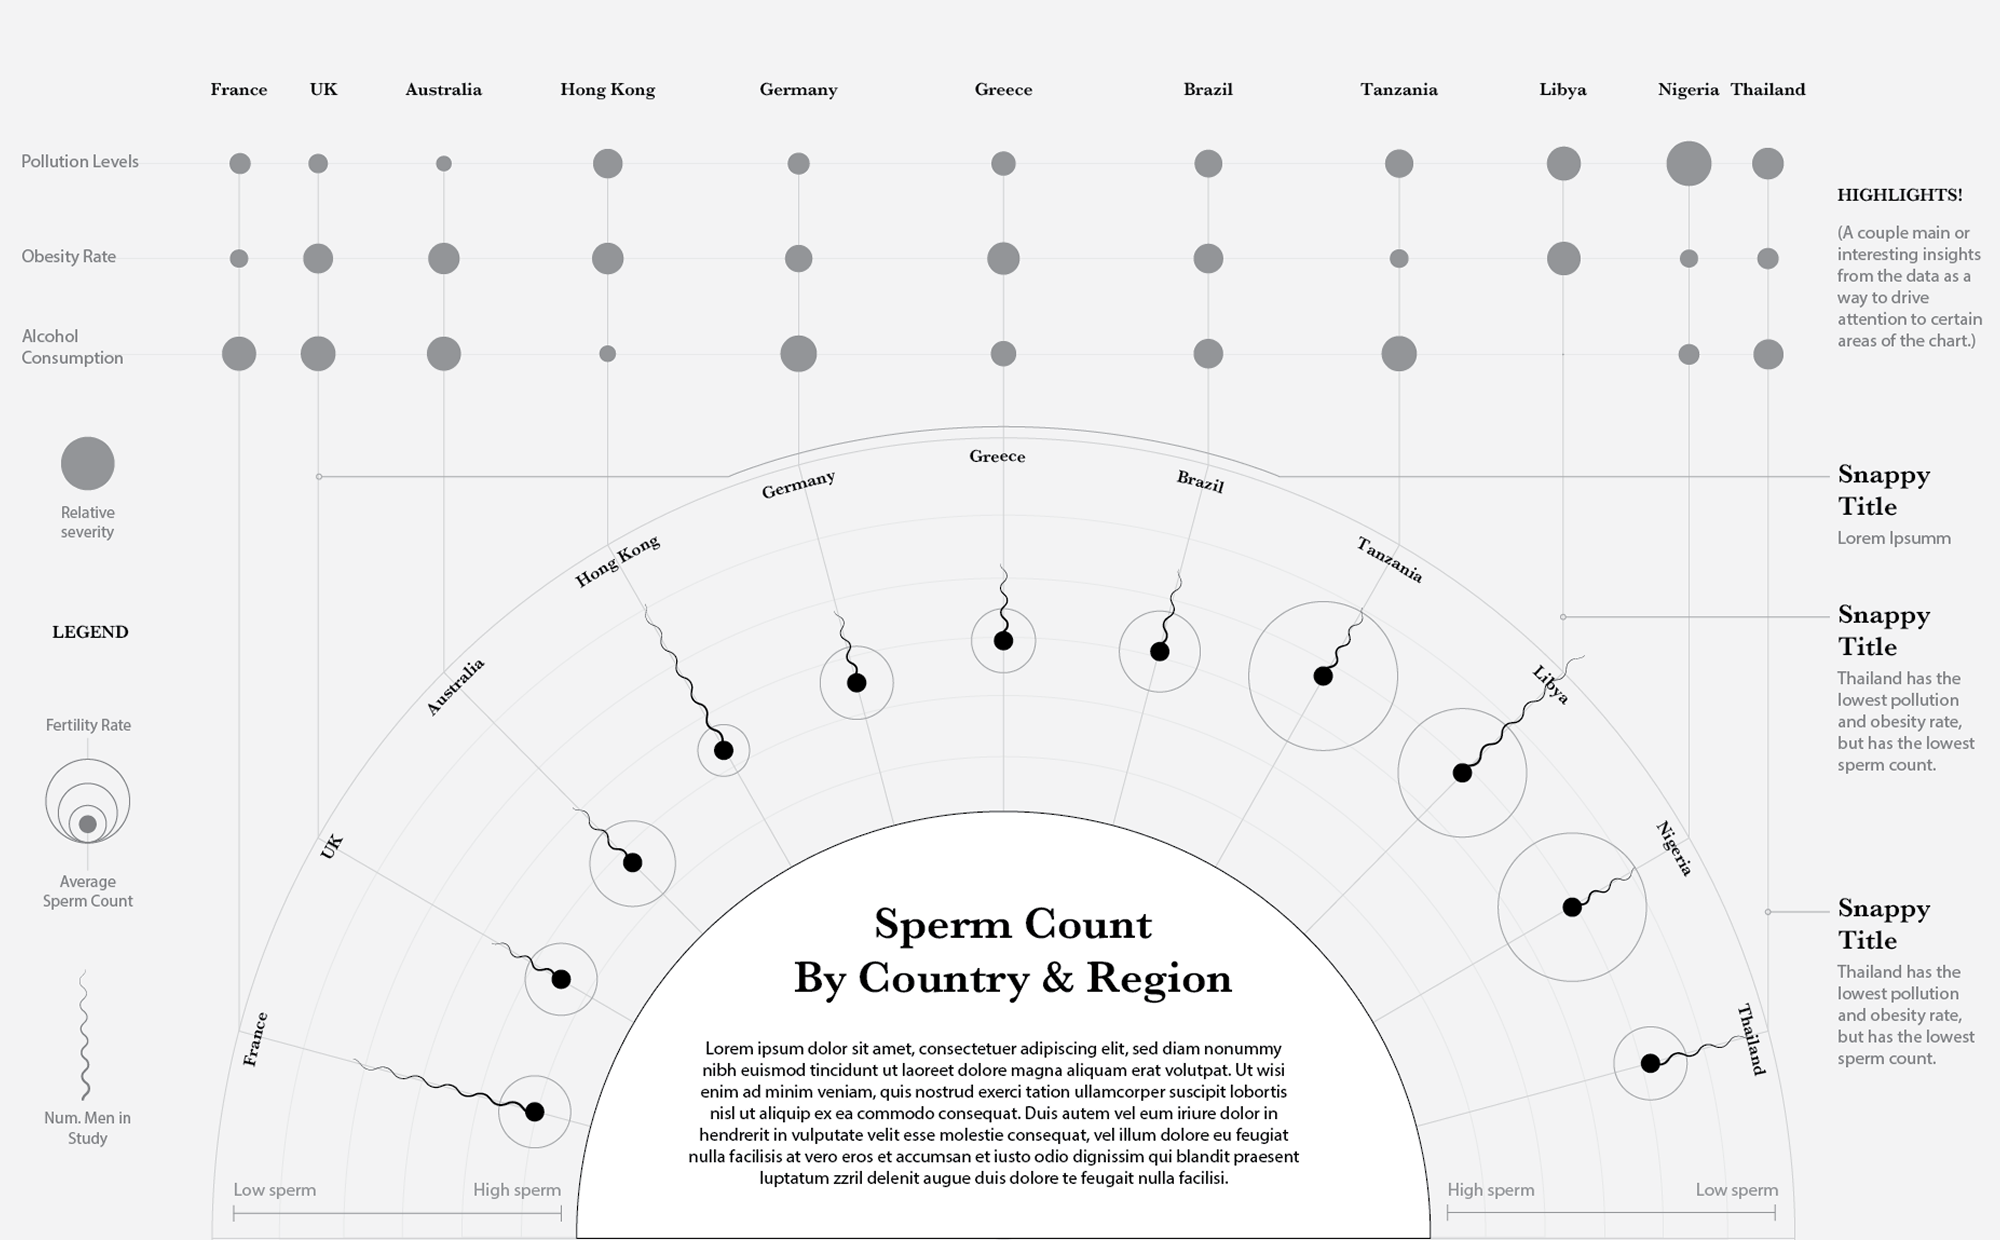 France UK Australia Hong Kong Germany Greece Brazil Tanzania Libya Nigeria Thailand
Pollution Levels
Obesity Rate
Alcohol
Consumption
HIGHLIGHTS!
(A couple main or
interesting insights
from the data as a
way to drive
attention to certain
areas of the chart.)
Relative
severity
LEGEND
Fertility Rate
Average
Sperm Count
Num. Men in
Study
France
UK
Australia
Hong Kong
Germany
Greece
Brazil
Tanzania
Libya
Nigeria
Thailand
Snappy
Title
Lorem Ipsumm
Snappy
Title
Thailand has the
lowest pollution
and obesity rate,
but has the lowest
sperm count.
Snappy
Title
Thailand has the
lowest pollution
and obesity rate,
but has the lowest
sperm count.
Sperm Count
By Country & Region
Lorem ipsum dolor sit amet, consectetuer adipiscing elit, sed diam nonummy
nibh euismod tincidunt ut laoreet dolore magna aliquam erat volutpat. Ut wisi
enim ad minim veniam, quis nostrud exerci tation ullamcorper suscipit lobortis
nisl ut aliquip ex ea commodo consequat. Duis autem vel eum iriure dolor in
hendrerit in vulputate velit esse molestie consequat, vel illum dolore eu feugiat
nulla facilisis at vero eros et accumsan et iusto odio dignissim qui blandit praesent
luptatum zzril delenit augue duis dolore te feugait nulla facilisi.
Low sperm High sperm
High sperm Low sperm